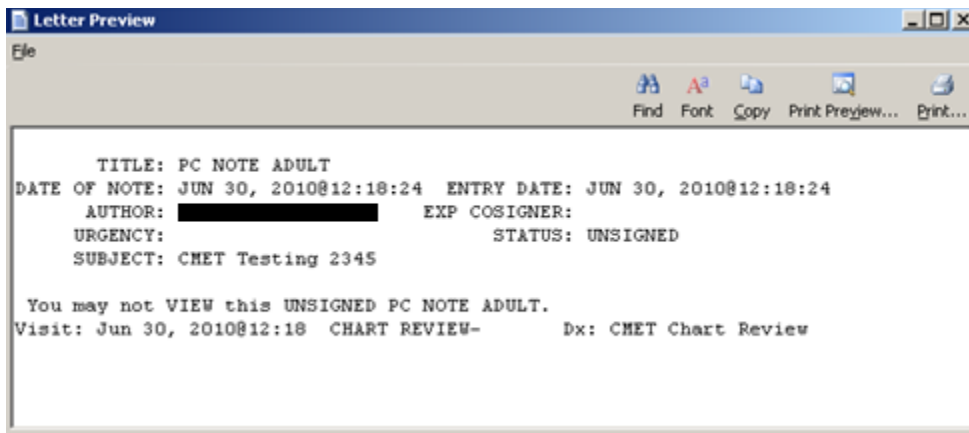 Letter Preview
File
Find Font Copy Print Preview... Print...
TITLE: PC NOTE ADULT
DATE OF NOTE: JUN 30, 2010@12:18:24 ENTRY DATE: JUN 30, 2010@12:18:24
AUTHOR: EXP COSIGNER:
URGENCY: STATUS: UNSIGNED
SUBJECT: CMET Testing 2345
You may not VIEW this UNSIGNED PC NOTE ADULT.
Visit: Jun 30, 2010@12:18 CHART REVIEW- Dx: CMET Chart Review